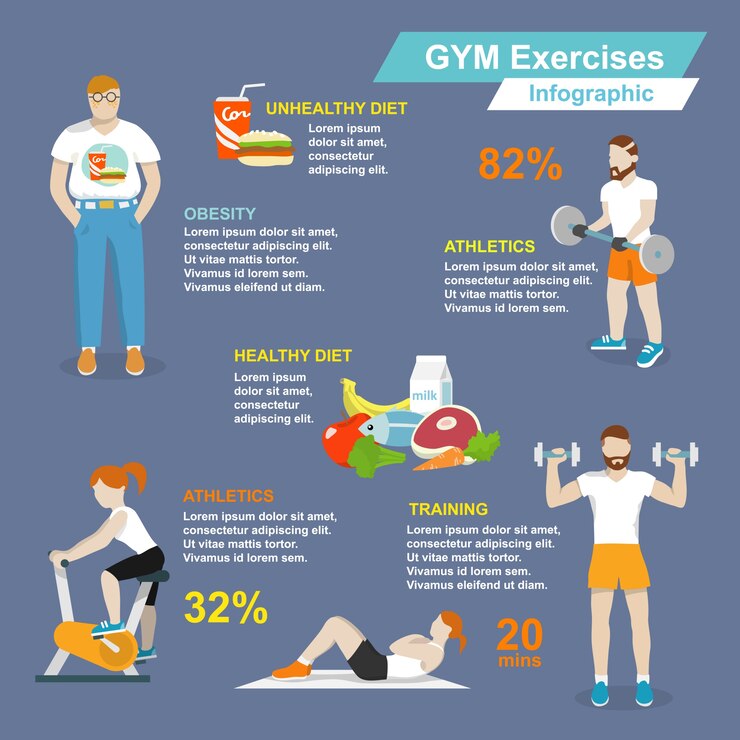 GYM Exercises
Infographic
UNHEALTHY DIET
Lorem ipsum
dolor sit amet,
consectetur
adipiscing elit.
82%
OBESITY
Lorem ipsum dolor sit amet,
consectetur adipiscing elit.
Ut vitae mattis tortor.
Vivamus id lorem sem.
Vivamus eleifend lorem sem.
ATHLETICS
Lorem ipsum dolor sit amet,
consectetur adipiscing elit.
Ut vitae mattis tortor.
Vivamus id lorem sem.
HEALTHY DIET
Lorem ipsum
dolor sit amet,
consectetur
adipiscing elit.
milk
ATHLETICS
Lorem ipsum dolor sit amet,
consectetur adipiscing elit.
Ut vitae mattis tortor.
Vivamus id lorem sem.
32%
TRAINING
Lorem ipsum dolor sit amet,
consectetur adipiscing elit.
Ut vitae mattis tortor.
Vivamus id lorem sem.
Vivamus eleifend lorem sem.
20
mins